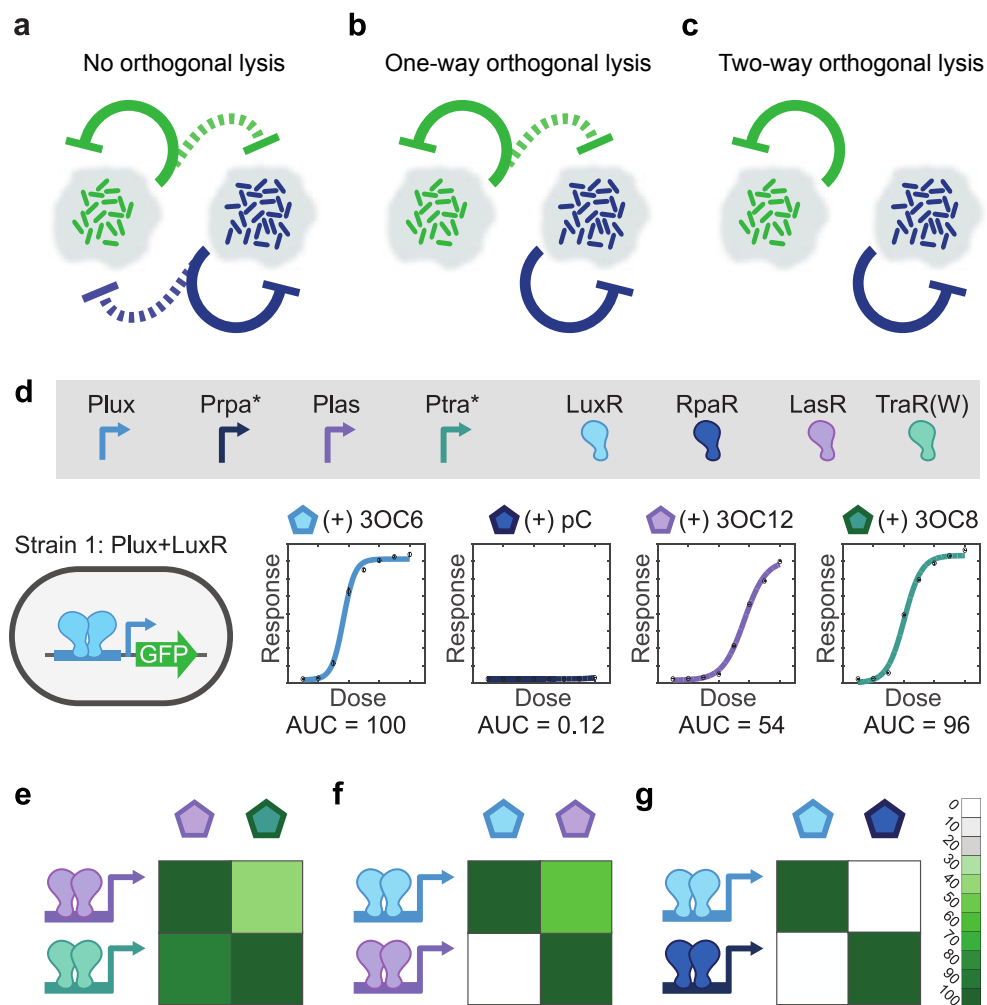 a
No orthogonal lysis
b
One-way orthogonal lysis
c
Two-way orthogonal lysis
d
Plux Prpa* Plas Ptra* LuxR RpaR LasR TraR(W)
Strain 1: Plux+LuxR
GFP
(+) 3OC6
Response
Dose
AUC = 100
(+) pC
Response
Dose
AUC = 0.12
(+) 3OC12
Response
Dose
AUC = 54
(+) 3OC8
Response
Dose
AUC = 96
e
f
g
0
10
20
30
40
50
60
70
80
90
100